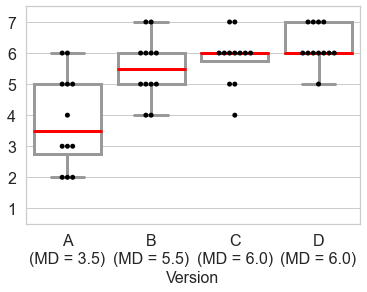 7
6
5
4
3
2
1
A B C D
(MD = 3.5) (MD = 5.5) (MD = 6.0) (MD = 6.0)
Version